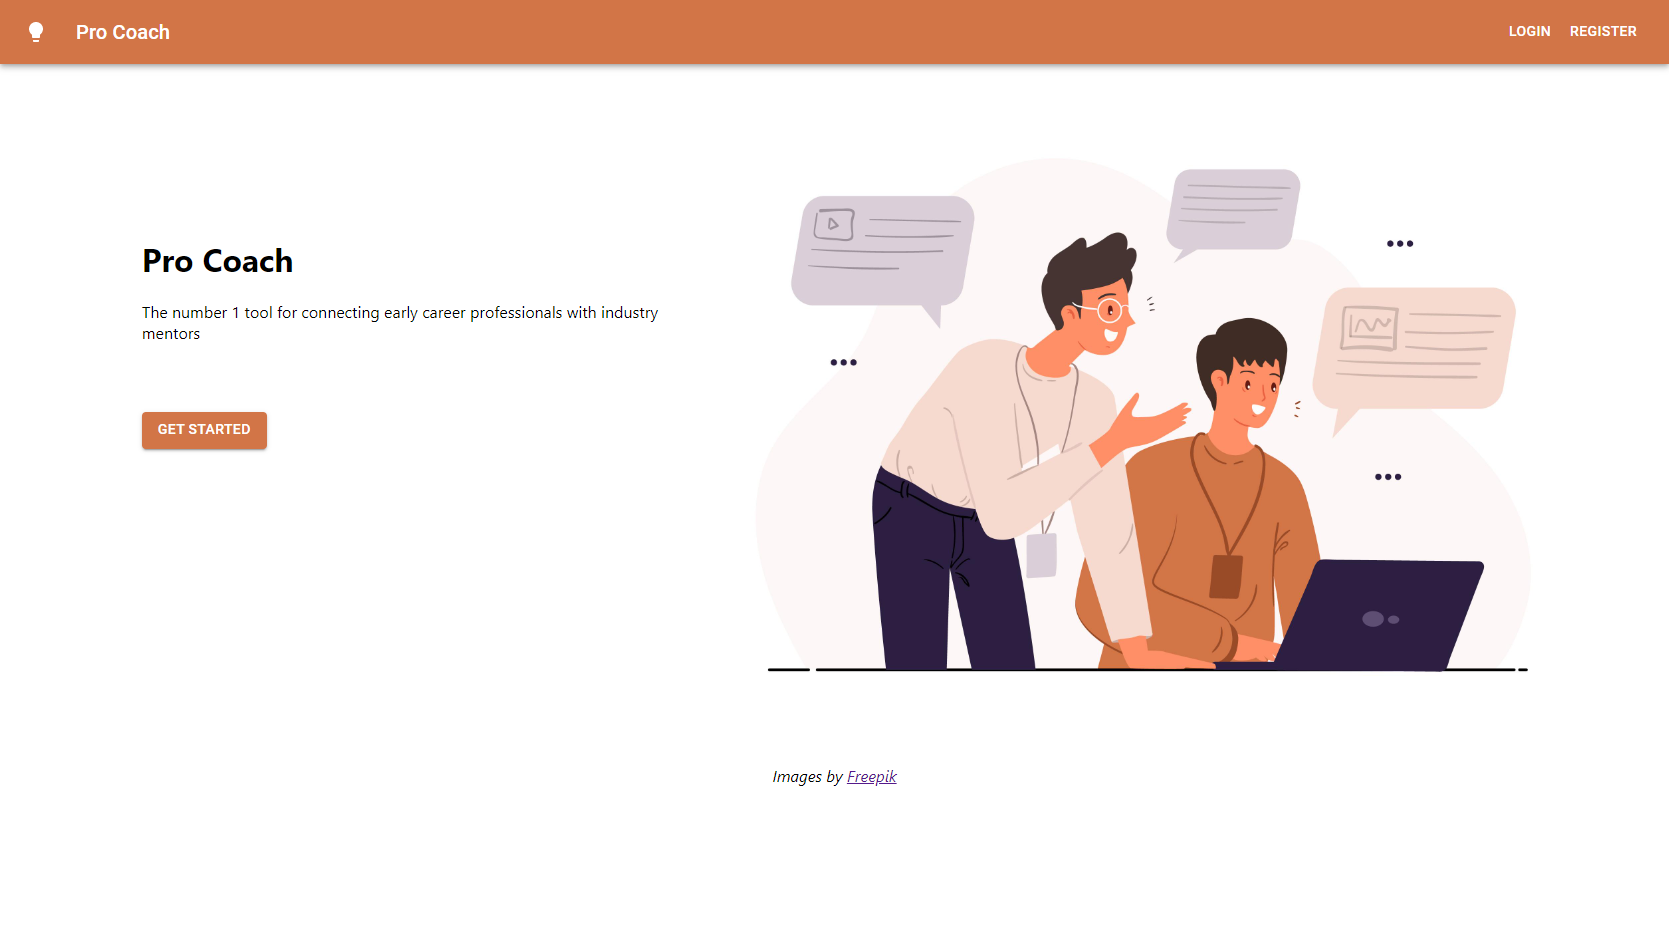 Pro Coach
LOGIN REGISTER
Pro Coach
The number 1 tool for connecting early career professionals with industry
mentors
GET STARTED
Images by Freepik